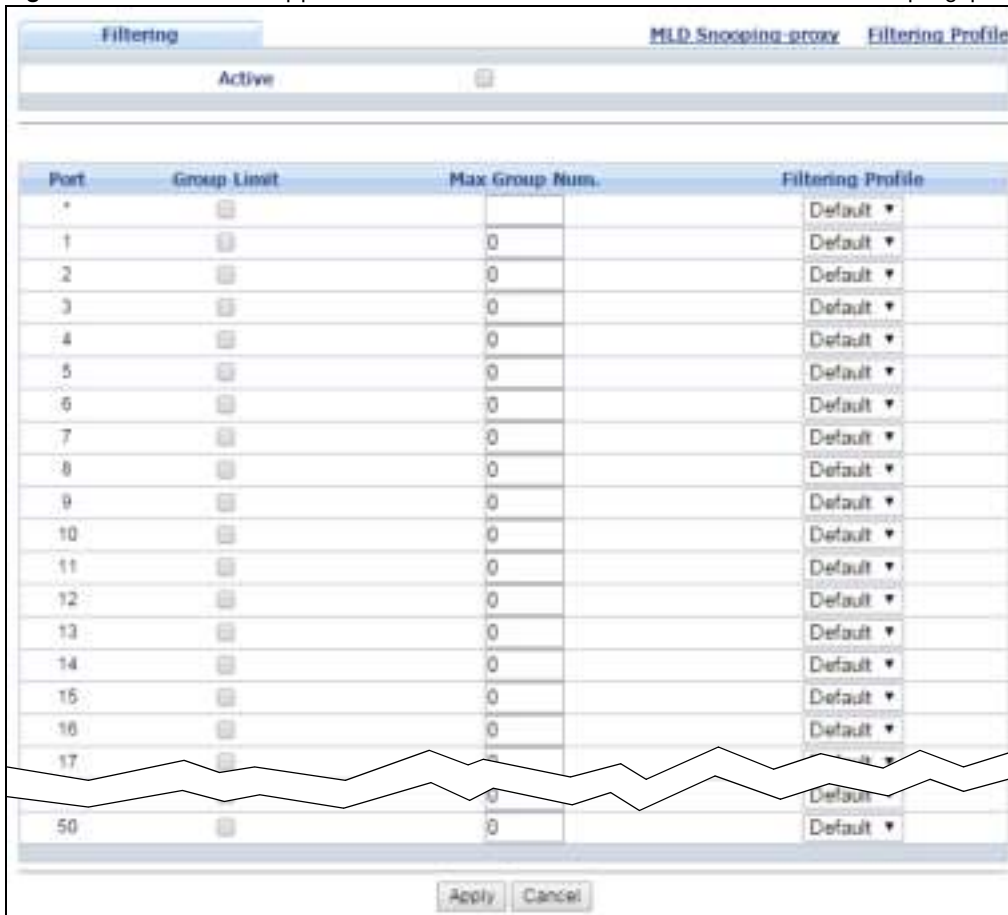 Filtering MLD Snooping-proxy Filtering Profile
Active
Port Group Limit Max Group Num. Filtering Profile
* Default
1 0 Default
2 0 Default
3 0 Default
4 0 Default
5 0 Default
6 0 Default
7 0 Default
8 0 Default
9 0 Default
10 0 Default
11 0 Default
12 0 Default
13 0 Default
14 0 Default
15 0 Default
16 0 Default
17
0 Default
50 0 Default
Apply Cancel